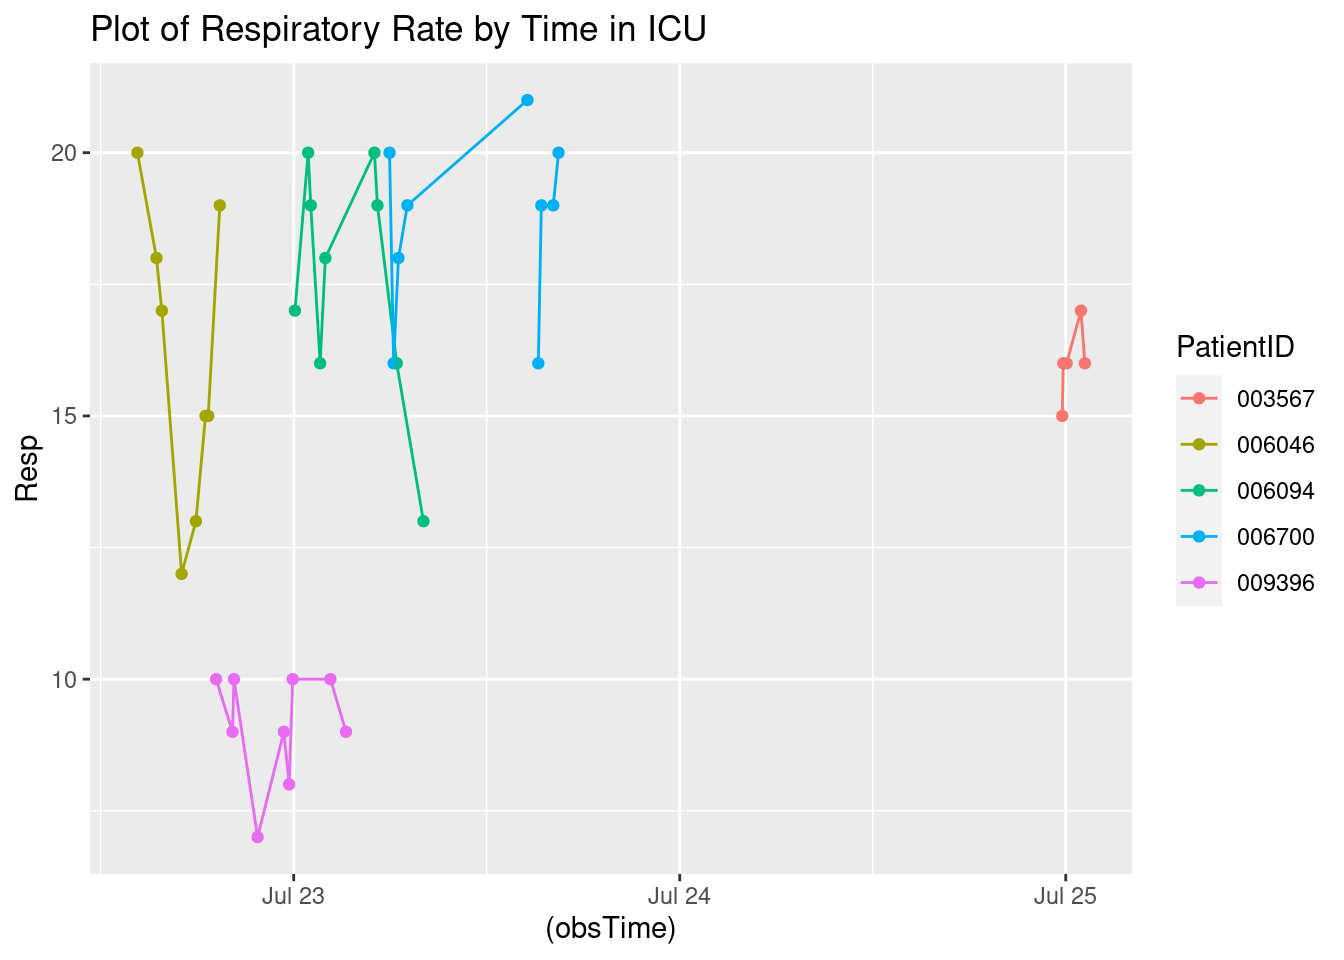 Plot of Respiratory Rate by Time in ICU
20
15
10
Resp
Jul 23
Jul 24
Jul 25
(obsTime)
PatientID
003567
006046
006094
006700
009396